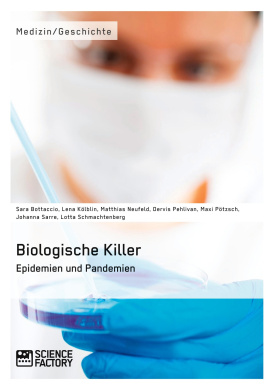 Medizin/Geschichte
Sara Bottaccio, Lena Kölblin, Matthias Neufeld, Dervis Pehlivan, Maxi Pötzsch,
Johanna Sarre, Lotta Schmachtenberg
Biologische Killer
Epidemien und Pandemien
SCIENCE
FACTORY